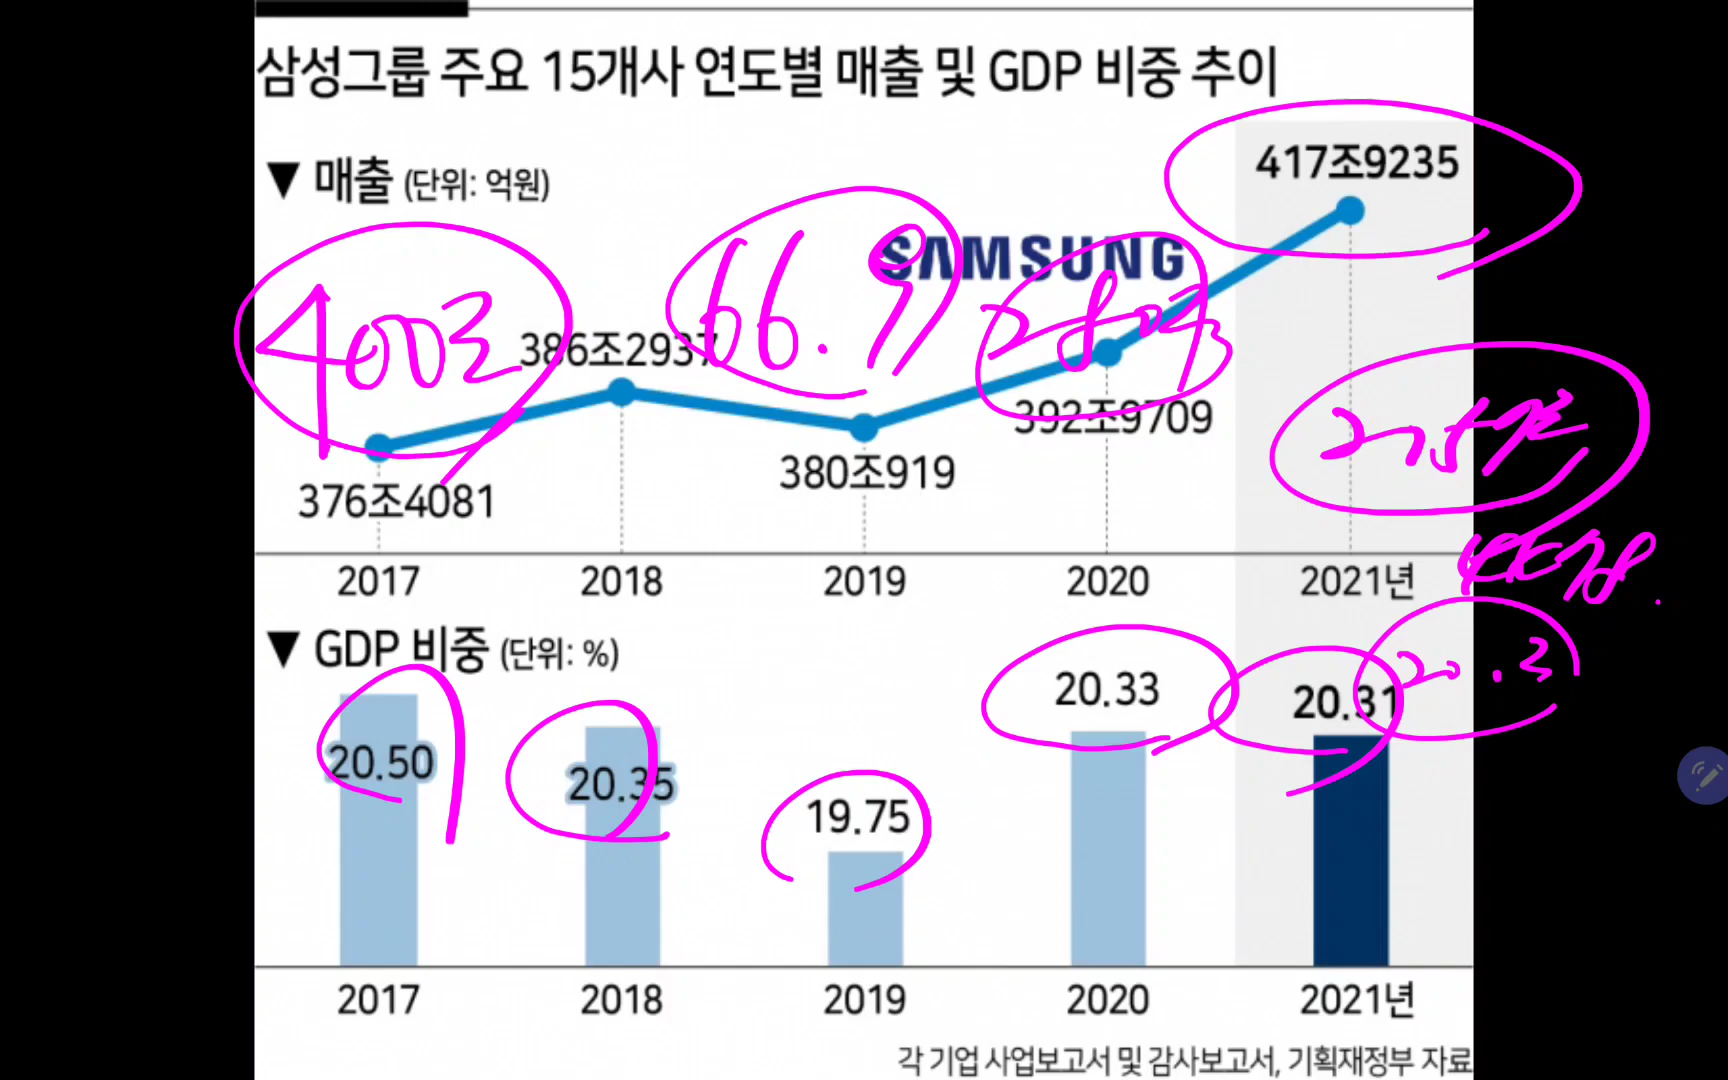 삼성그룹 주요 15개사 연도별 매출 및 GDP 비중 추이
▼ 매출 (단위: 억원)
417조9235
SAMSUNG
66.9
386조2937
392조9709
380조919
376조4081
2017 2018 2019 2020 2021년
▼ GDP 비중 (단위: %)
20.3
20.50 20.35 19.75 20.33 20.31
2017 2018 2019 2020 2021년
각 기업 사업보고서 및 감사보고서, 기획재정부 자료